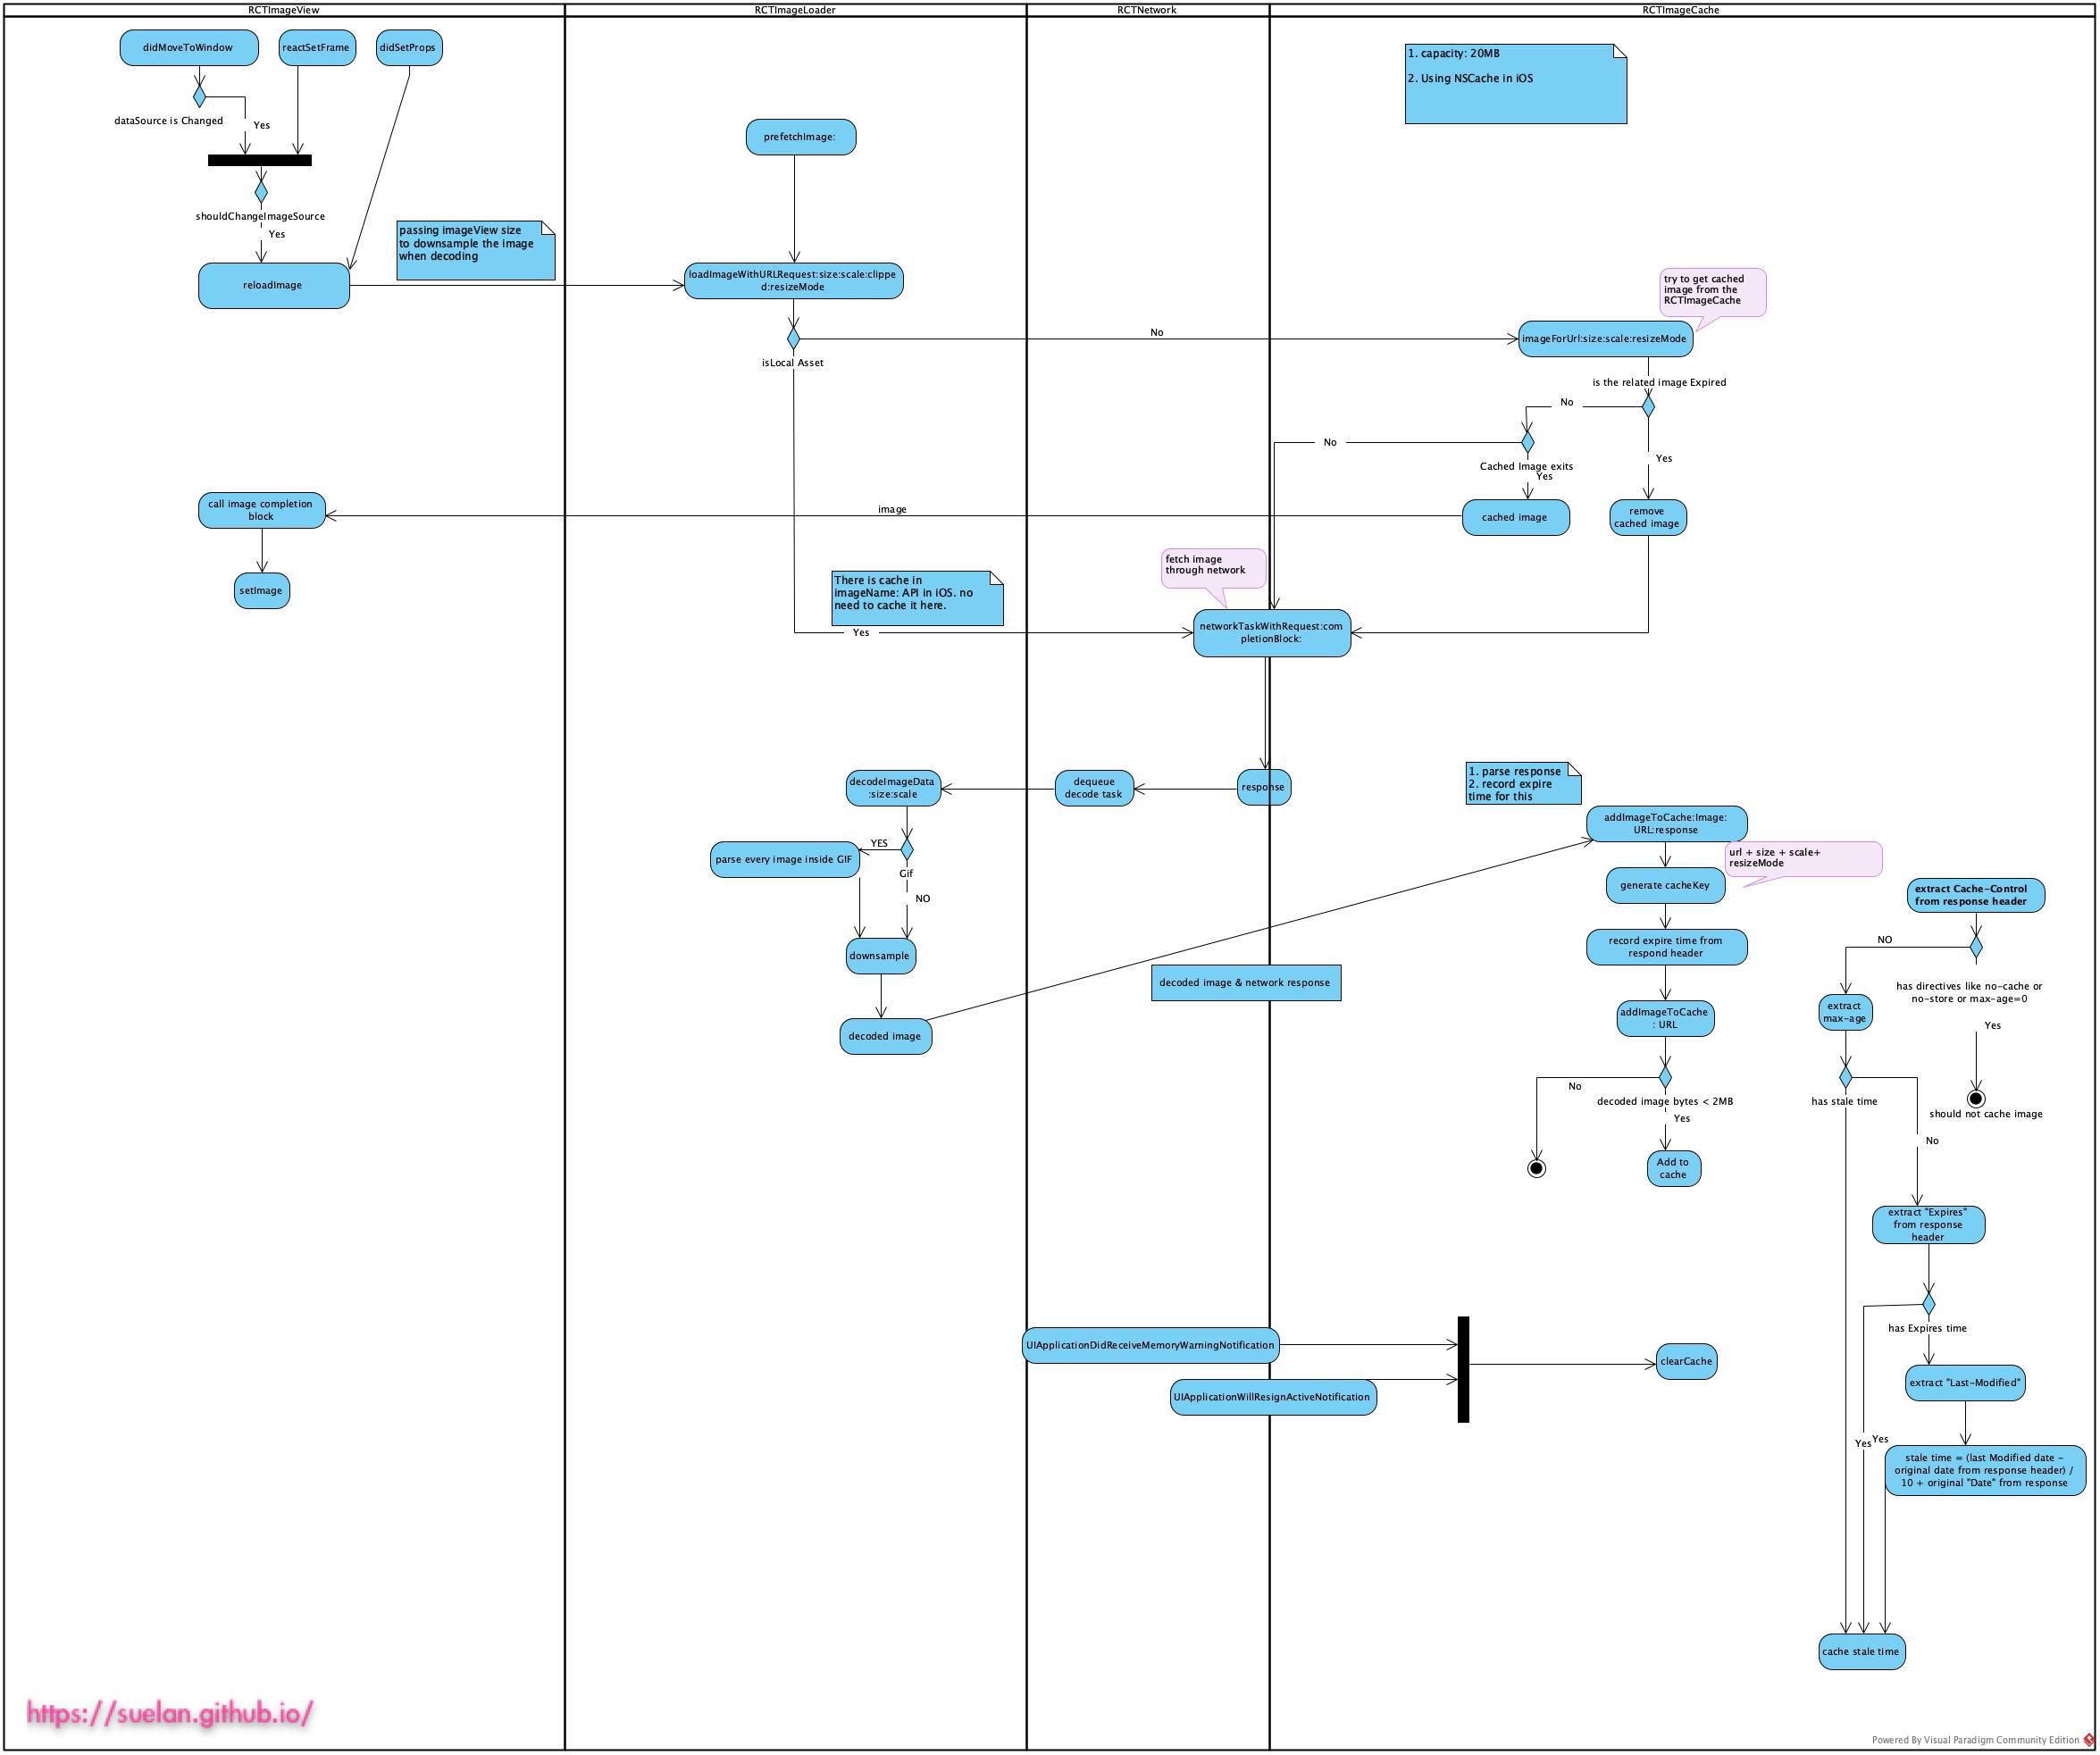 RCTImageView
RCTImageLoader
RCTNetwork
RCTImageCache
didMoveToWindow
reactSetFrame
didSetProps
dataSource is Changed
Yes
shouldChangeImageSource
Yes
reloadImage
passing imageView size
to downsample the image
when decoding
prefetchImage:
loadImageWithURLRequest:size:scale:clippe
d:resizeMode
isLocal Asset
No
1. capacity: 20MB
2. Using NSCache in iOS
try to get cached
image from the
RCTImageCache
imageForUrl:size:scale:resizeMode
is the related image Expired
No
No
Yes
Cached Image exits
Yes
cached image
remove
cached image
image
call image completion
block
setImage
There is cache in
imageName: API in iOS. no
need to cache it here.
Yes
fetch image
through network
networkTaskWithRequest:com
pletionBlock:
response
dequeue
decode task
decodeImageData
:size:scale
YES
Gif
NO
parse every image inside GIF
downsample
decoded image
decoded image & network response
1. parse response
2. record expire
time for this
addImageToCache:Image:
URL:response
url + size + scale+
resizeMode
generate cacheKey
record expire time from
respond header
addImageToCache
: URL
No
decoded image bytes < 2MB
Yes
Add to
cache
extract Cache-Control
from response header
NO
has directives like no-cache or
no-store or max-age=0
Yes
should not cache image
extract
max-age
has stale time
No
extract "Expires"
from response
header
has Expires time
extract "Last-Modified"
Yes
Yes
stale time = (last Modified date -
original date from response header) /
10 + original "Date" from response
cache stale time
UIApplicationDidReceiveMemoryWarningNotification
UIApplicationWillResignActiveNotification
clearCache
https://suelan.github.io/
Powered By Visual Paradigm Community Edition